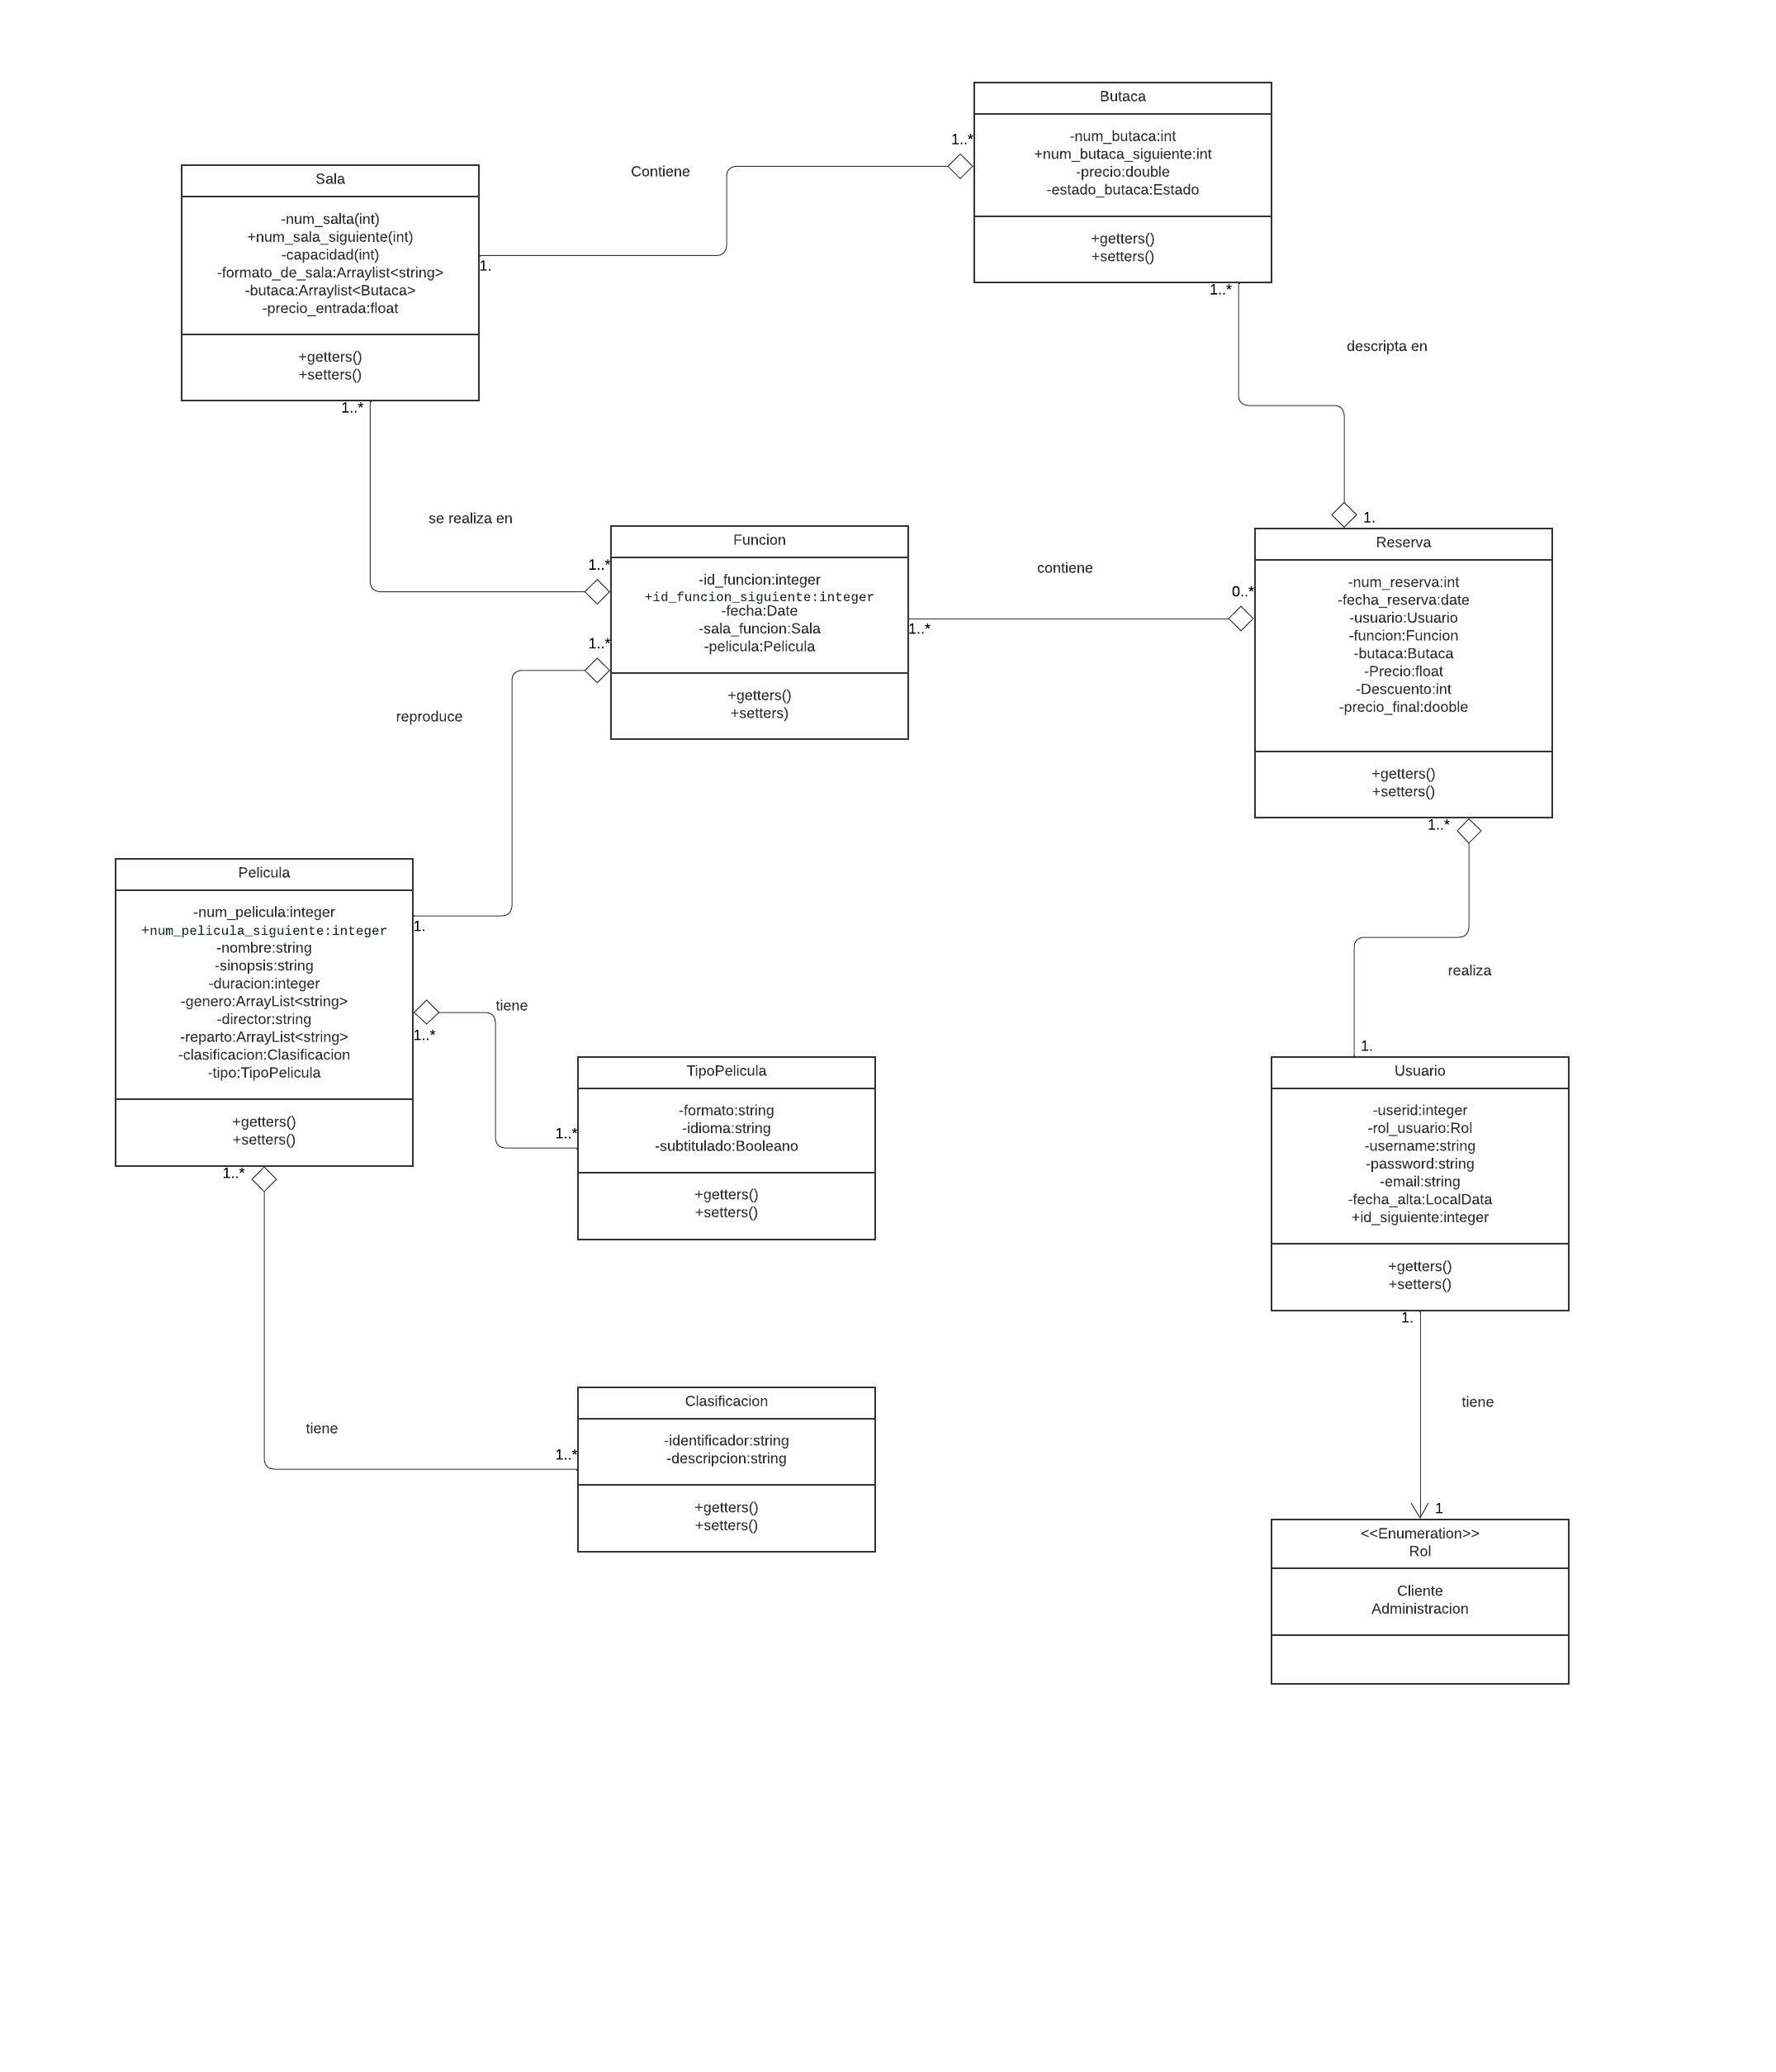 Butaca
-num_butaca:int
+num_butaca_siguiente:int
-precio:double
-estado_butaca:Estado
+getters()
+setters()
1..*
Contiene
1.
Sala
-num_salta(int)
+num_sala_siguiente(int)
-capacidad(int)
-formato_de_sala:Arraylist<string>
-butaca:Arraylist<Butaca>
-precio_entrada:float
+getters()
+setters()
1..*
1..*
descripta en
1.
se realiza en
1..*
Funcion
-id_funcion:integer
+id_funcion_siguiente:integer
-fecha:Date
-sala_funcion:Sala
-pelicula:Pelicula
+getters()
+setters)
1..*
contiene
1..*
0..*
Reserva
-num_reserva:int
-fecha_reserva:date
-usuario:Usuario
-funcion:Funcion
-butaca:Butaca
-Precio:float
-Descuento:int
-precio_final:dooble
+getters()
+setters()
1..*
reproduce
Pelicula
-num_pelicula:integer
+num_pelicula_siguiente:integer
-nombre:string
-sinopsis:string
-duracion:integer
-genero:ArrayList<string>
-director:string
-reparto:ArrayList<string>
-clasificacion:Clasificacion
-tipo:TipoPelicula
+getters()
+setters()
1.
tiene
1..*
1..*
1..*
TipoPelicula
-formato:string
-idioma:string
-subtitulado:Booleano
+getters()
+setters()
realiza
1.
Usuario
-userid:integer
-rol_usuario:Rol
-username:string
-password:string
-email:string
-fecha_alta:LocalData
+id_siguiente:integer
+getters()
+setters()
1.
tiene
1
tiene
1..*
Clasificacion
-identificador:string
-descripcion:string
+getters()
+setters()
<<Enumeration>>
Rol
Cliente
Administracion